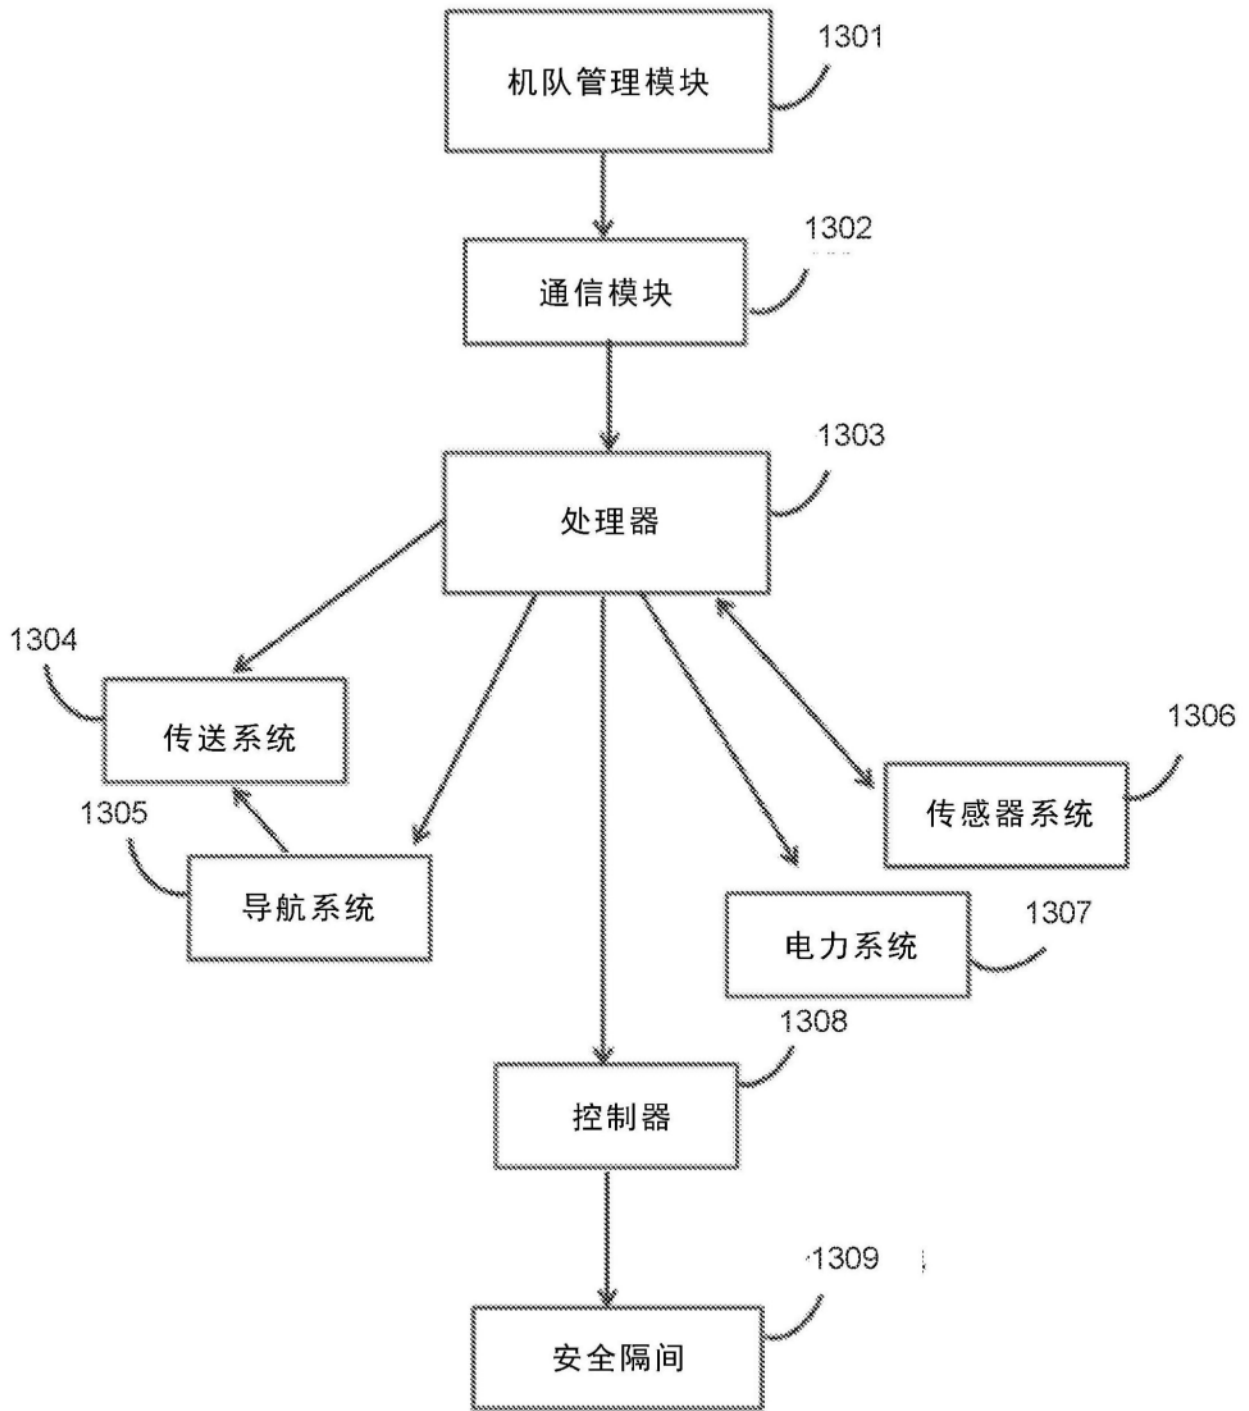 1301
机队管理模块
1302
通信模块
1303
处理器
1304
传送系统
1306
传感器系统
1305
导航系统
1307
电力系统
1308
控制器
1309
安全隔间